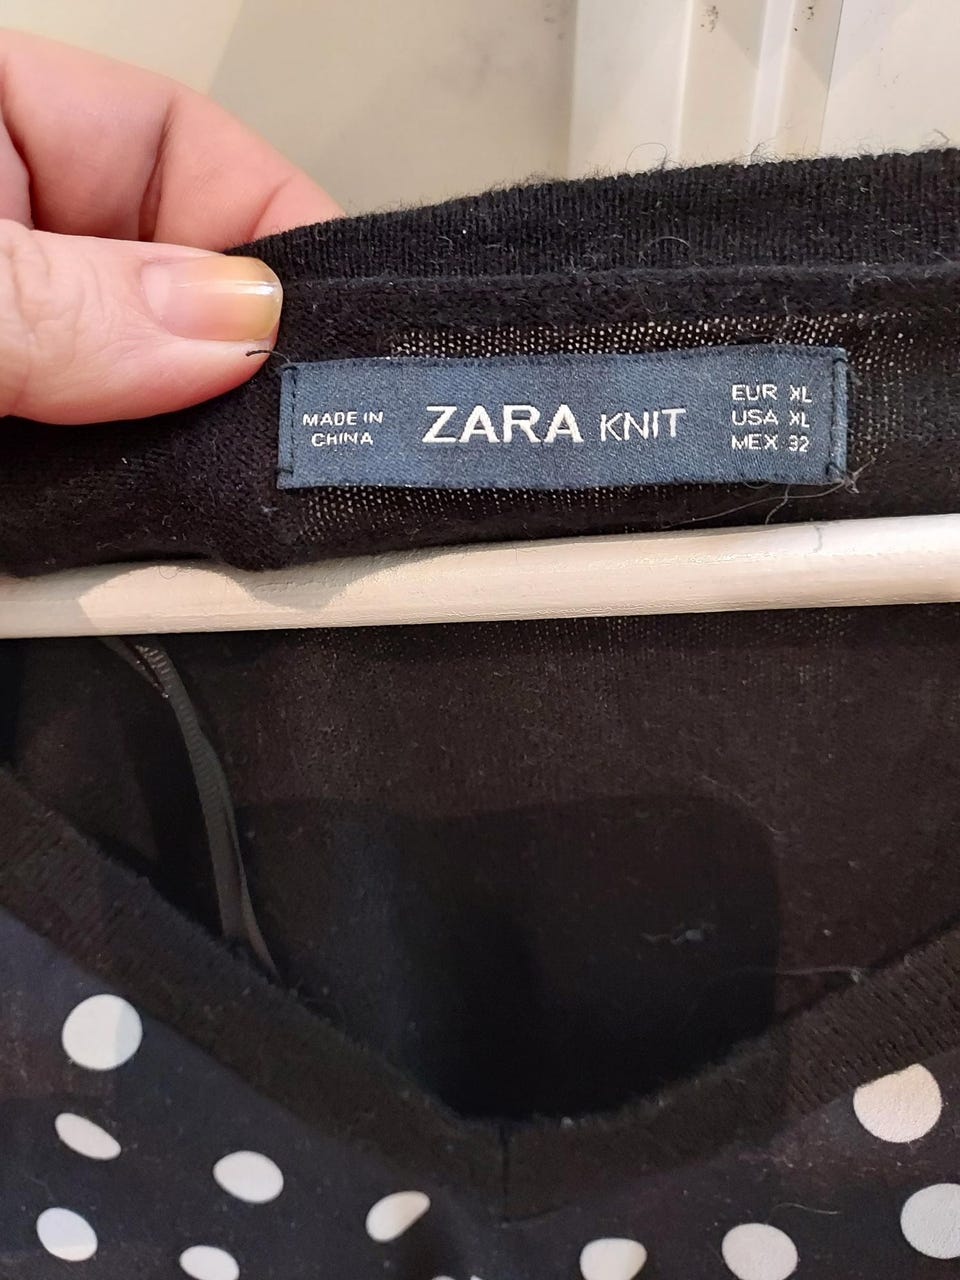 MADE IN
CHINA
ZARA KNIT
EUR XL
USA XL
MEX 32